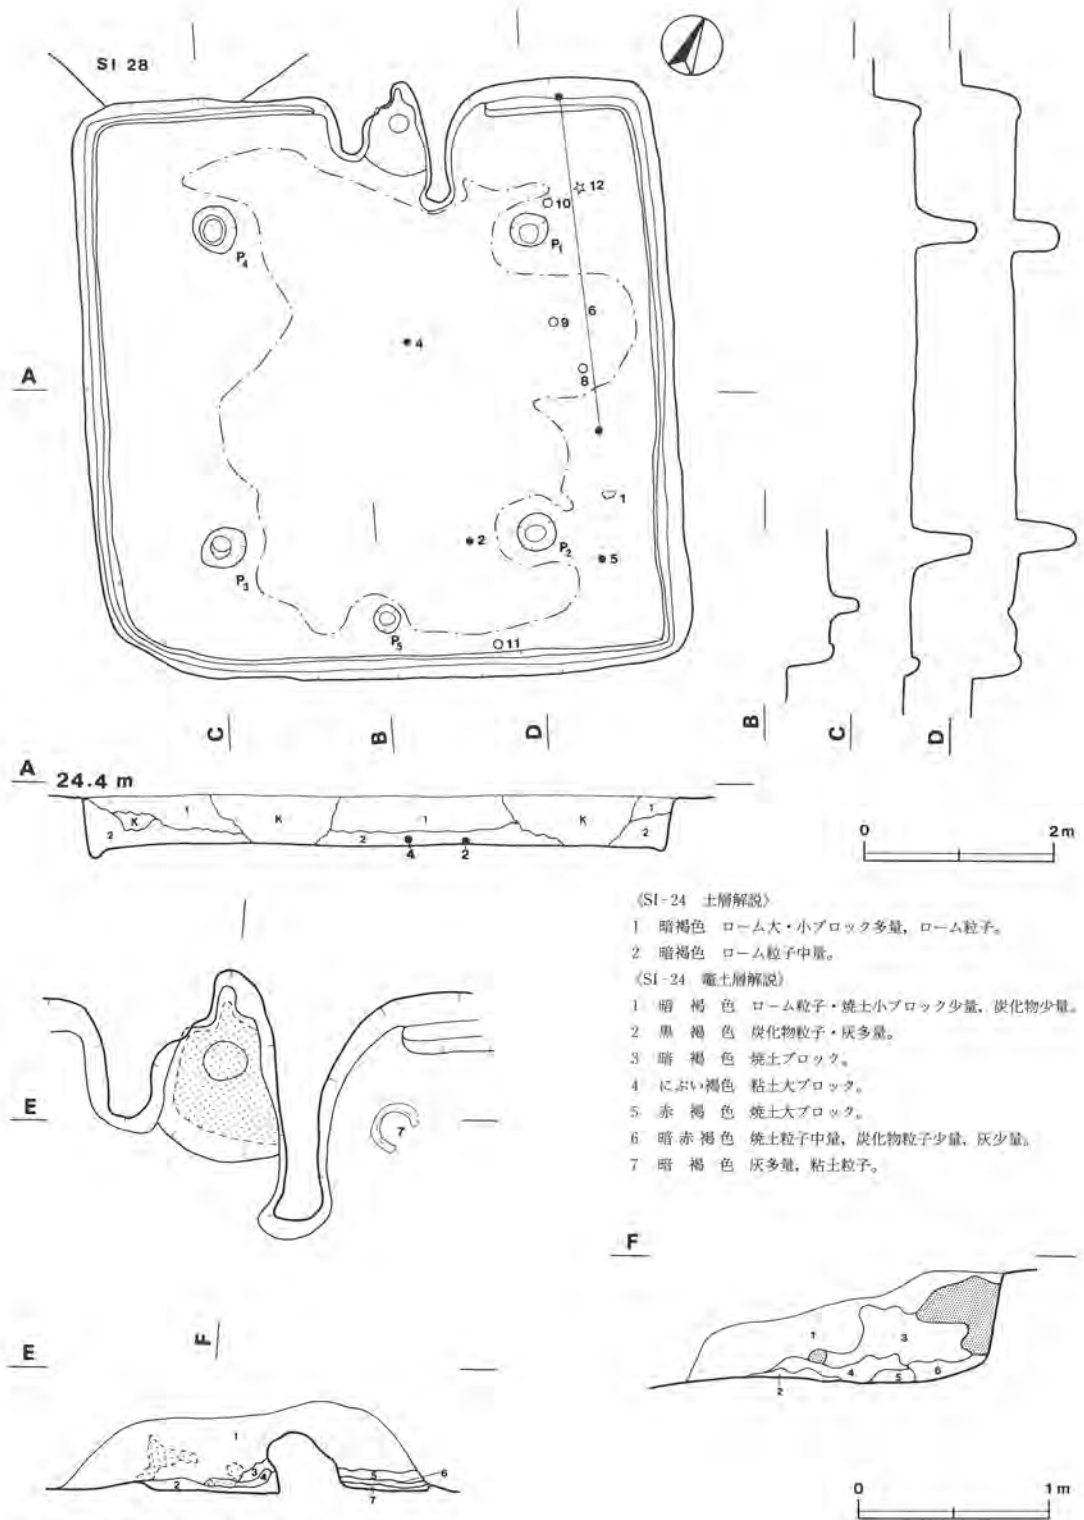 SI 28
12
10
P1
P4
6
9
4
8
A
1
2
P2
5
P3
P5
11
C
B
D
B
C
D
A 24.4 m
1
K
2
K
1
2
K
1
2
4
2
0 2m
《SI-24 土層解説》
1 暗褐色 ローム大・小ブロック多量，ローム粒子。
2 暗褐色 ローム粒子中量。
《SI-24 竈土層解説》
1 暗褐色 ローム粒子・焼土小ブロック少量，炭化物少量。
2 黒褐色 炭化物粒子・灰多量。
3 暗褐色 焼土ブロック。
4 にぶい褐色 粘土大ブロック。
5 赤褐色 焼土大ブロック。
6 暗赤褐色 焼土粒子中量，炭化物粒子少量，灰少量。
7 暗褐色 灰多量，粘土粒子。
E
7
F
F
1
3
4
5
6
2
E
1
3
4
2
5
6
7
0 1m